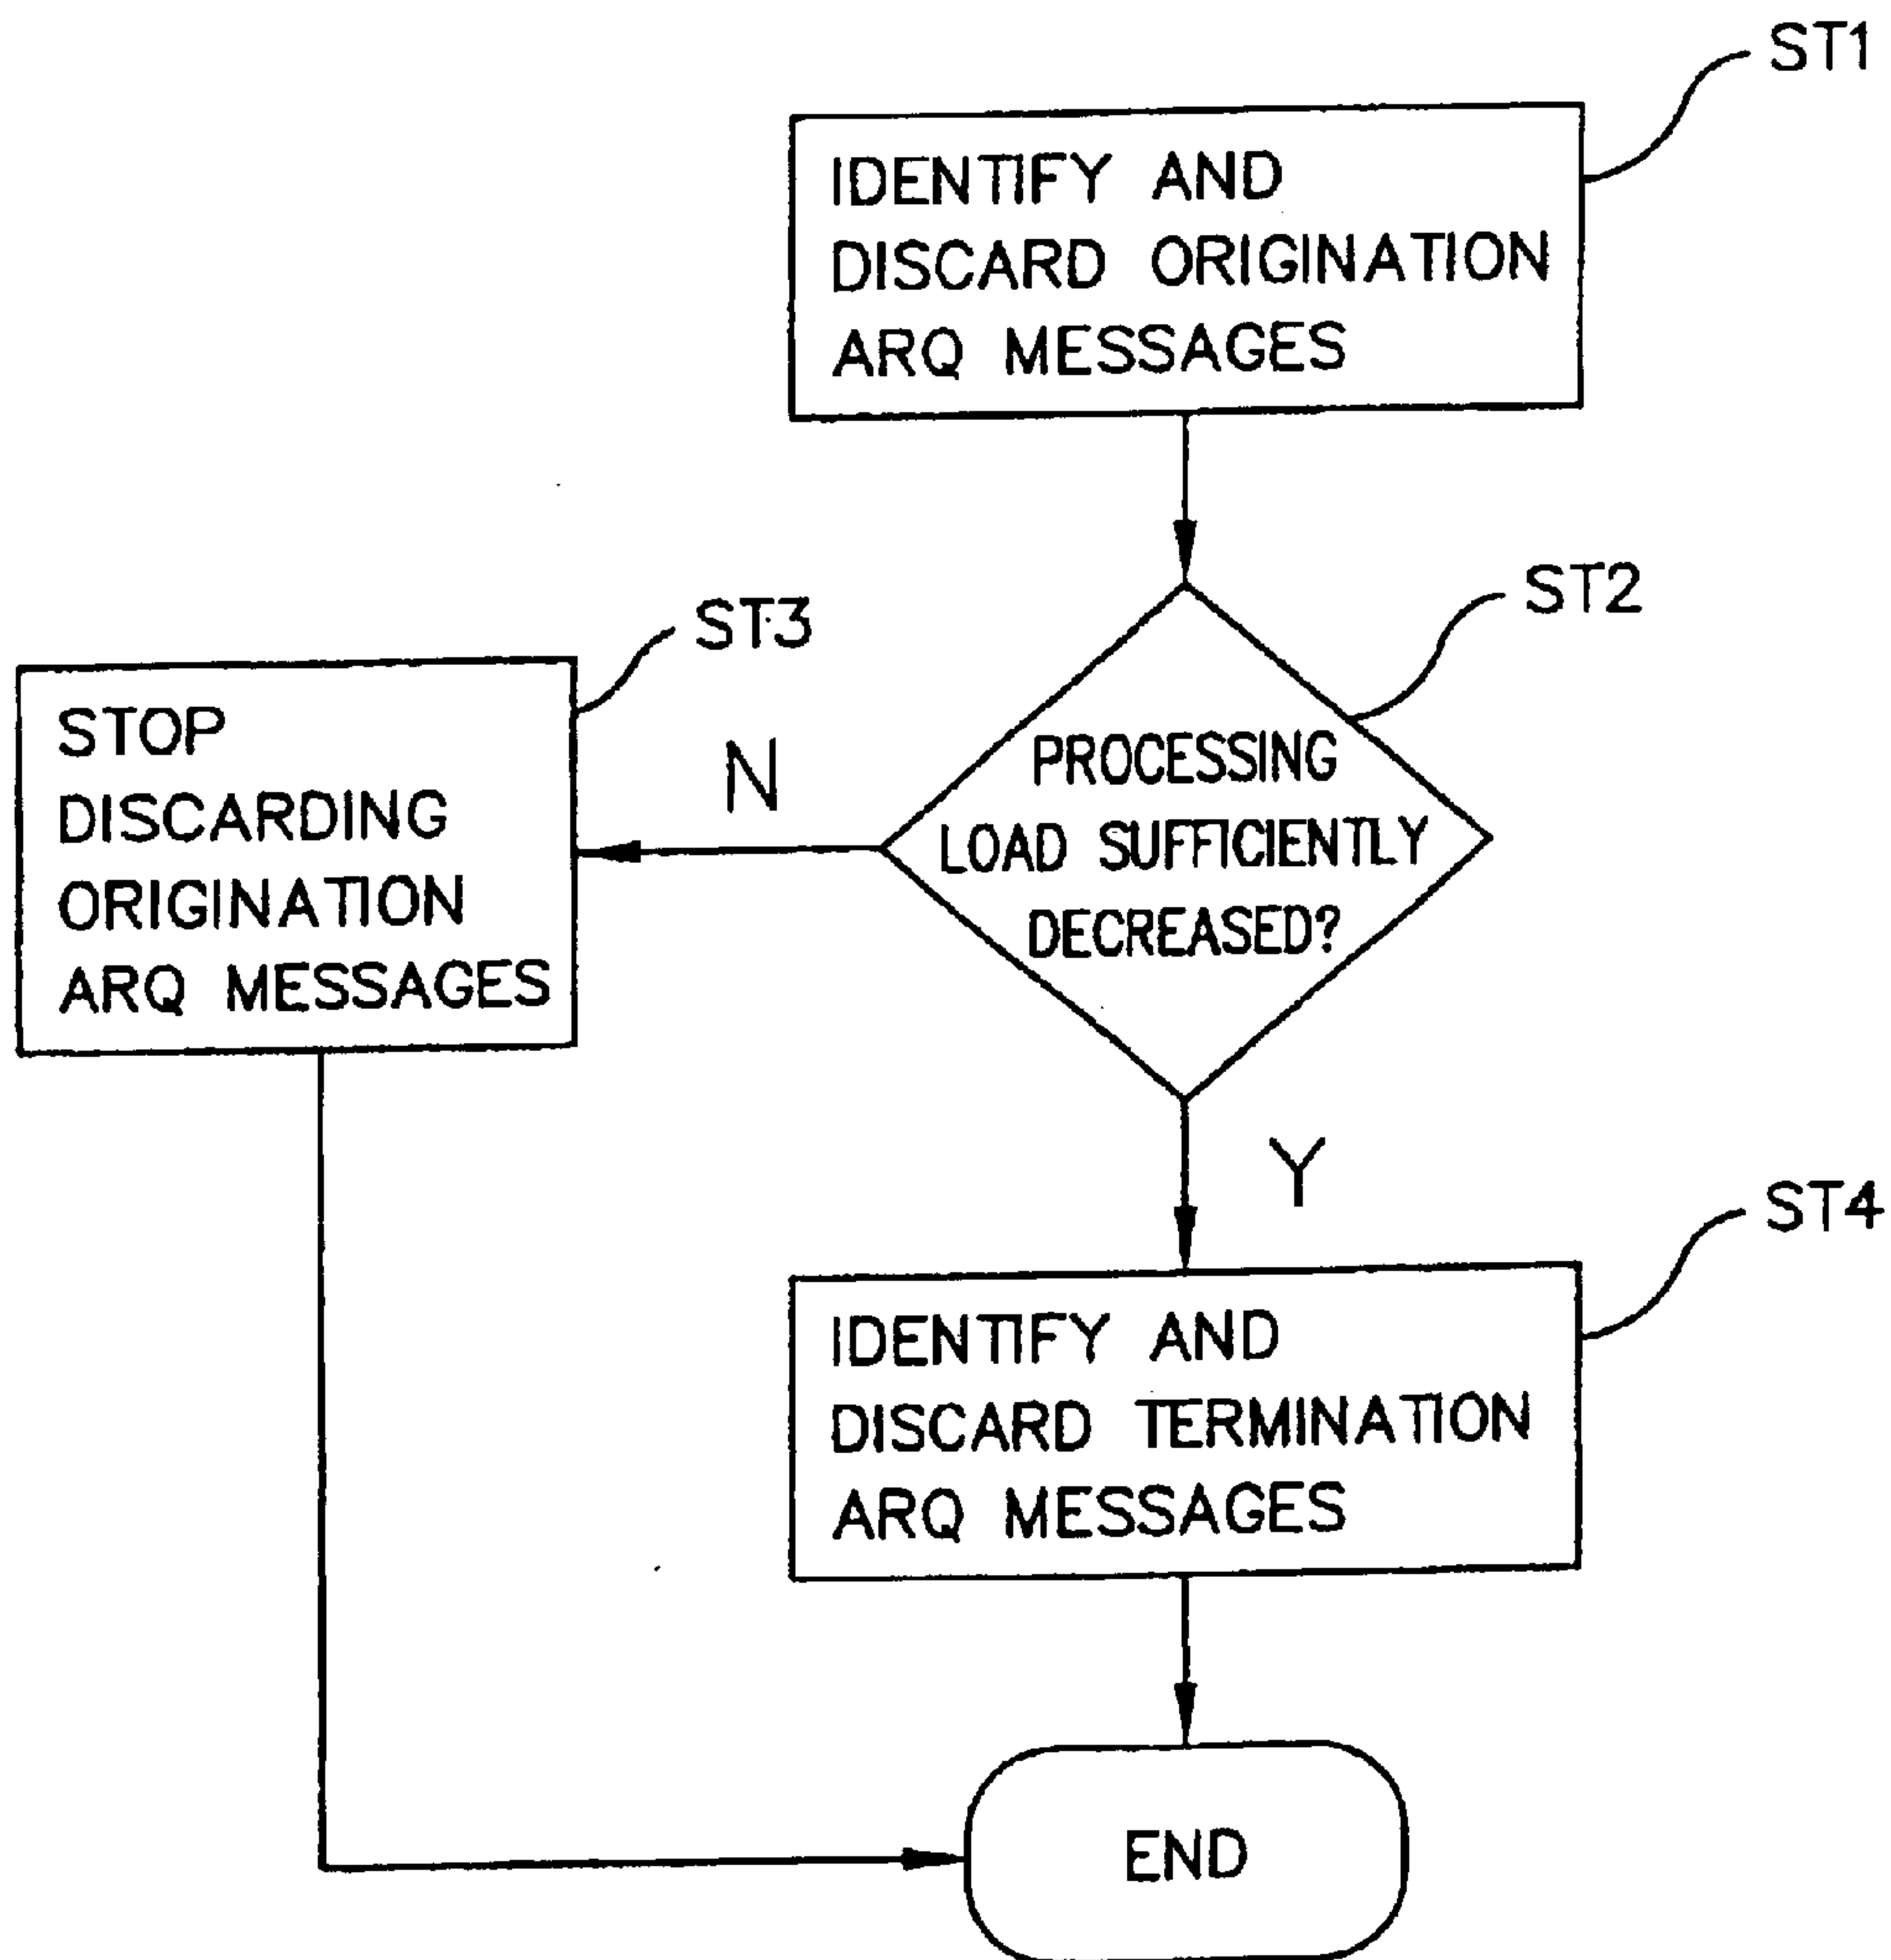 ST1
IDENTIFY AND
DISCARD ORIGINATION
ARQ MESSAGES
ST2
PROCESSING
LOAD SUFFICIENTLY
DECREASED?
N
ST3
STOP
DISCARDING
ORIGINATION
ARQ MESSAGES
Y
ST4
IDENTIFY AND
DISCARD TERMINATION
ARQ MESSAGES
END